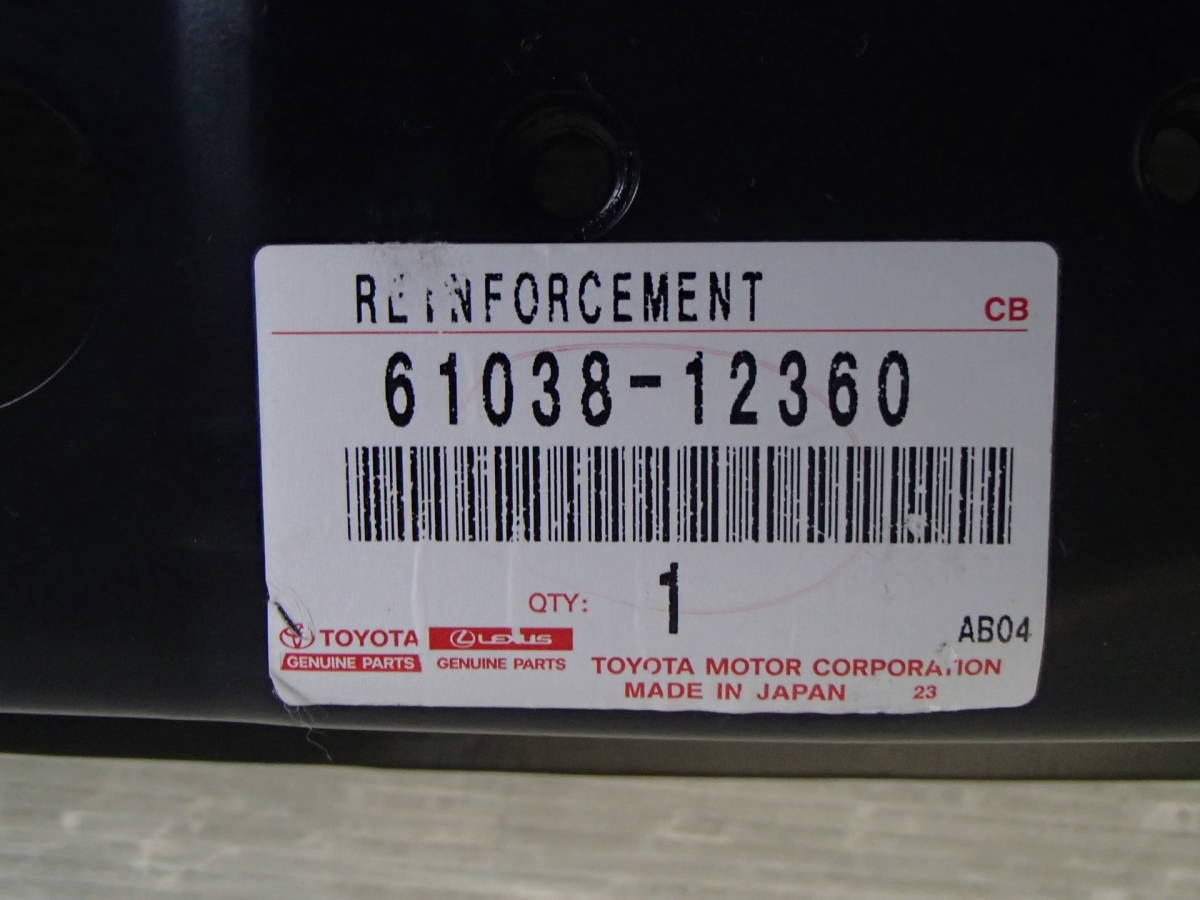 REINFORCEMENT CB
61038-12360
QTY: 1
AB04
TOYOTA LEXUS
GENUINE PARTS GENUINE PARTS
TOYOTA MOTOR CORPORATION
MADE IN JAPAN 23